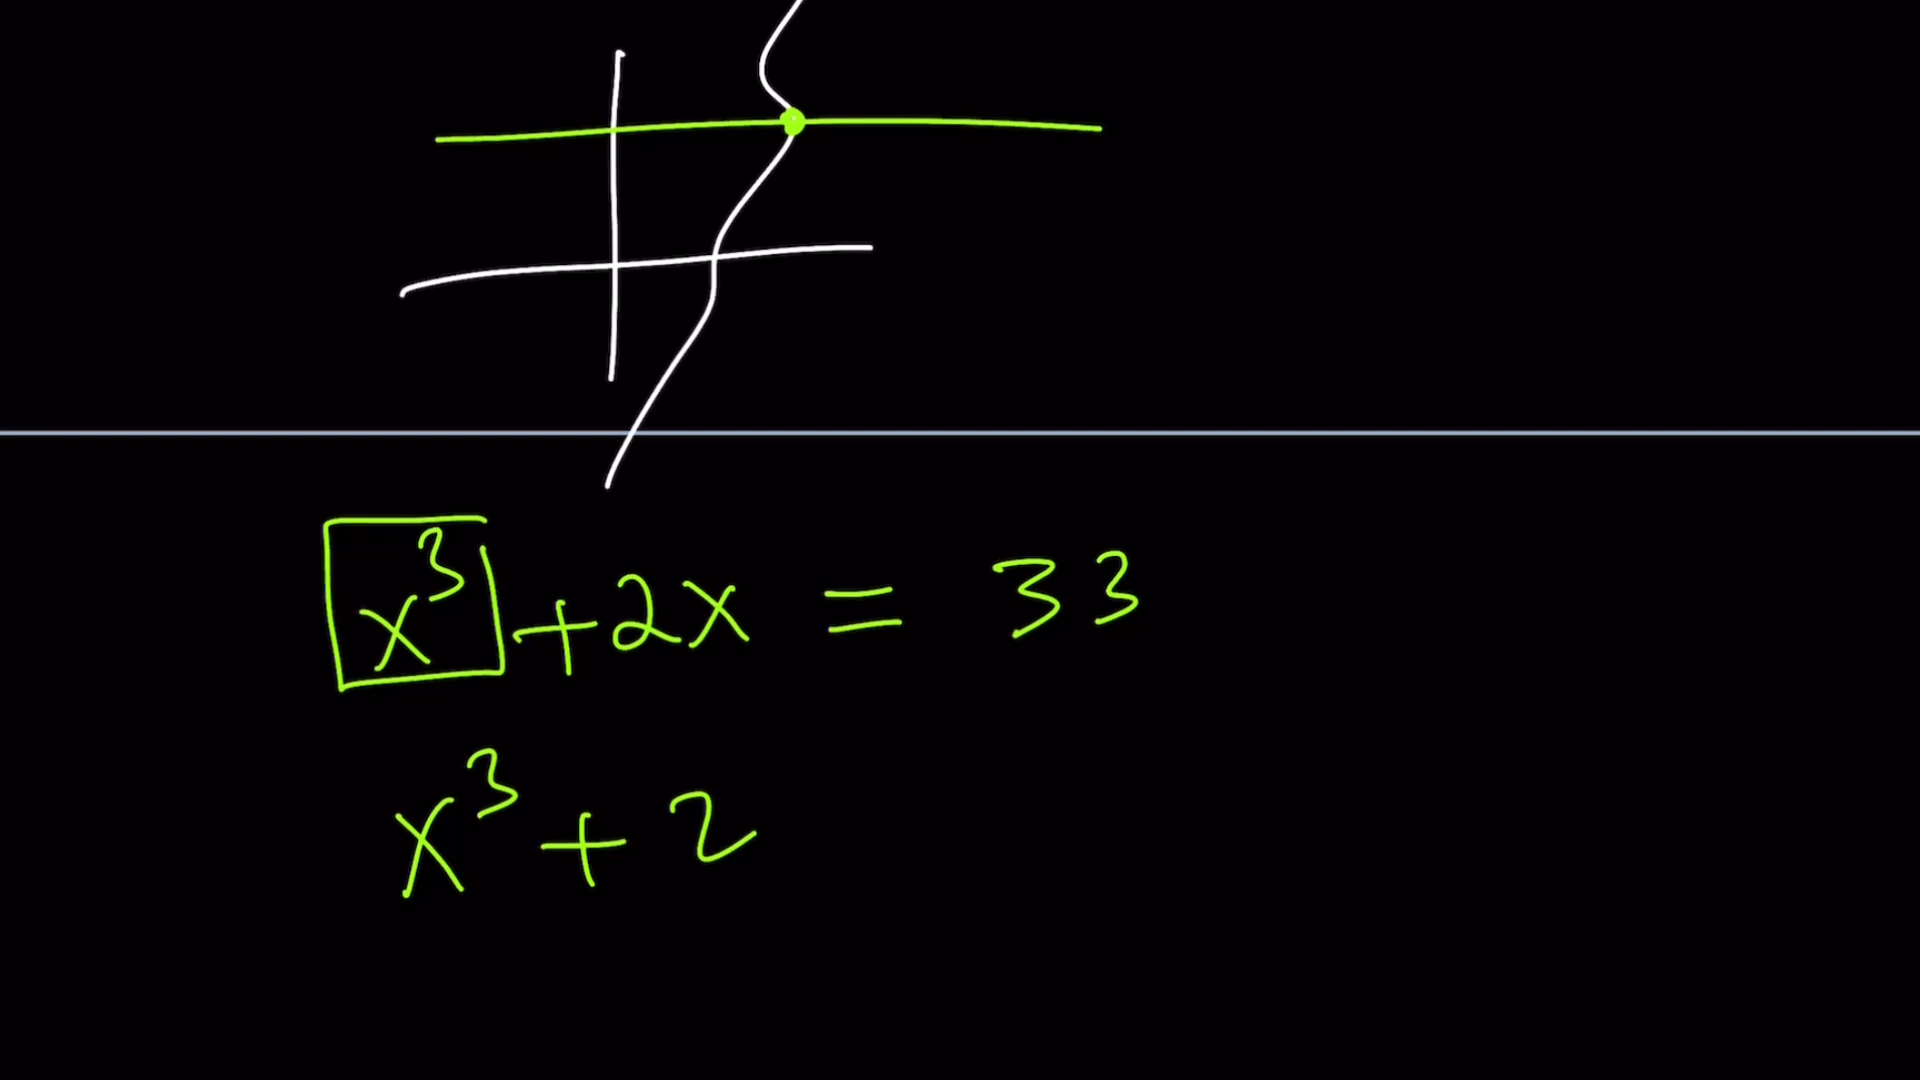 x³ + 2x = 33
x³ + 2